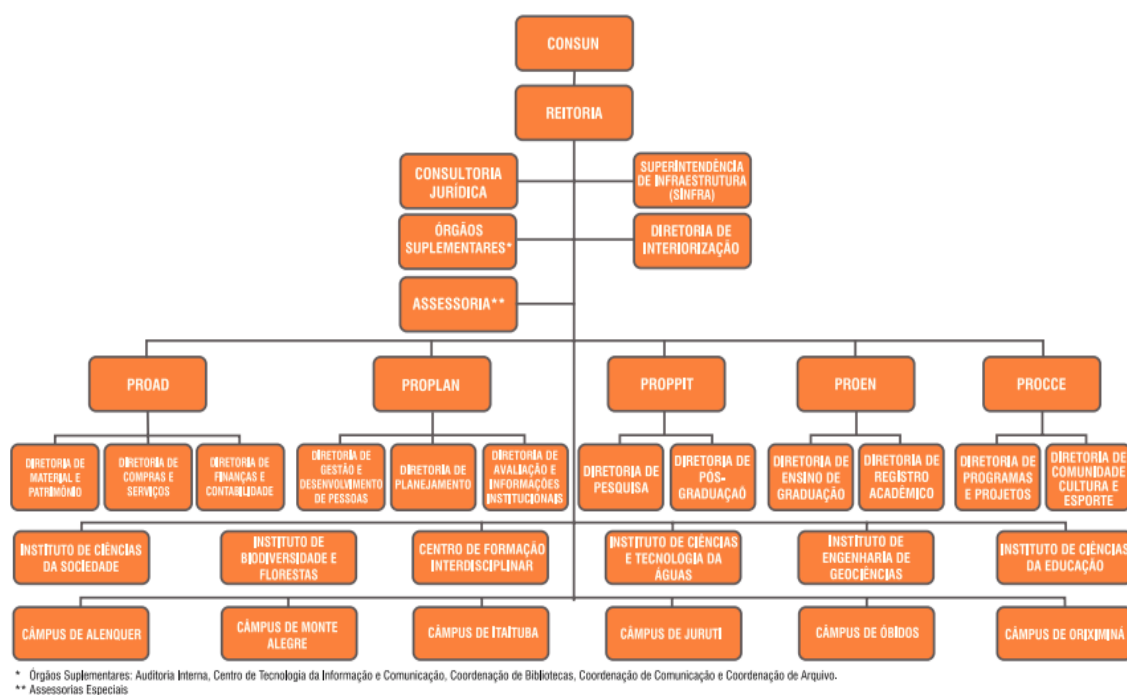 CONSUN
REITORIA
CONSULTORIA
JURÍDICA
SUPERINTENDÊNCIA
DE INFRAESTRUTURA
(SINFRA)
ÓRGÃOS
SUPLEMENTARES*
DIRETORIA DE
INTERIORIZAÇÃO
ASSESSORIA**
PROAD
PROPLAN
PROPPIT
PROEN
PROCCE
DIRETORIA DE
MATERIAL E
PATRIMÔNIO
DIRETORIA DE
COMPRAS E
SERVIÇOS
DIRETORIA DE
FINANÇAS E
CONTABILIDADE
DIRETORIA DE
GESTÃO E
DESENVOLVIMENTO
DE PESSOAS
DIRETORIA DE
PLANEJAMENTO
DIRETORIA DE
AVALIAÇÃO E
INFORMAÇÕES
INSTITUCIONAIS
DIRETORIA DE
PESQUISA
DIRETORIA DE
PÓS-
GRADUAÇAÕ
DIRETORIA DE
ENSINO DE
GRADUAÇÃO
DIRETORIA DE
REGISTRO
ACADÊMICO
DIRETORIA DE
PROGRAMAS
E PROJETOS
DIRETORIA DE
COMUNIDADE
CULTURA E
ESPORTE
INSTITUTO DE CIÊNCIAS
DA SOCIEDADE
INSTITUTO DE
BIODIVERSIDADE E
FLORESTAS
CENTRO DE FORMAÇÃO
INTERDISCIPLINAR
INSTITUTO DE CIÊNCIAS
E TECNOLOGIA DA
ÁGUAS
INSTITUTO DE
ENGENHARIA DE
GEOCIÊNCIAS
INSTITUTO DE CIÊNCIAS
DA EDUCAÇÃO
CÂMPUS DE ALENQUER
CÂMPUS DE MONTE
ALEGRE
CÂMPUS DE ITAITUBA
CÂMPUS DE JURUTI
CÂMPUS DE ÓBIDOS
CÂMPUS DE ORIXIMINÁ
* Órgãos Suplementares: Auditoria Interna, Centro de Tecnologia da Informação e Comunicação, Coordenação de Bibliotecas, Coordenação de Comunicação e Coordenação de Arquivo.
** Assessorias Especiais